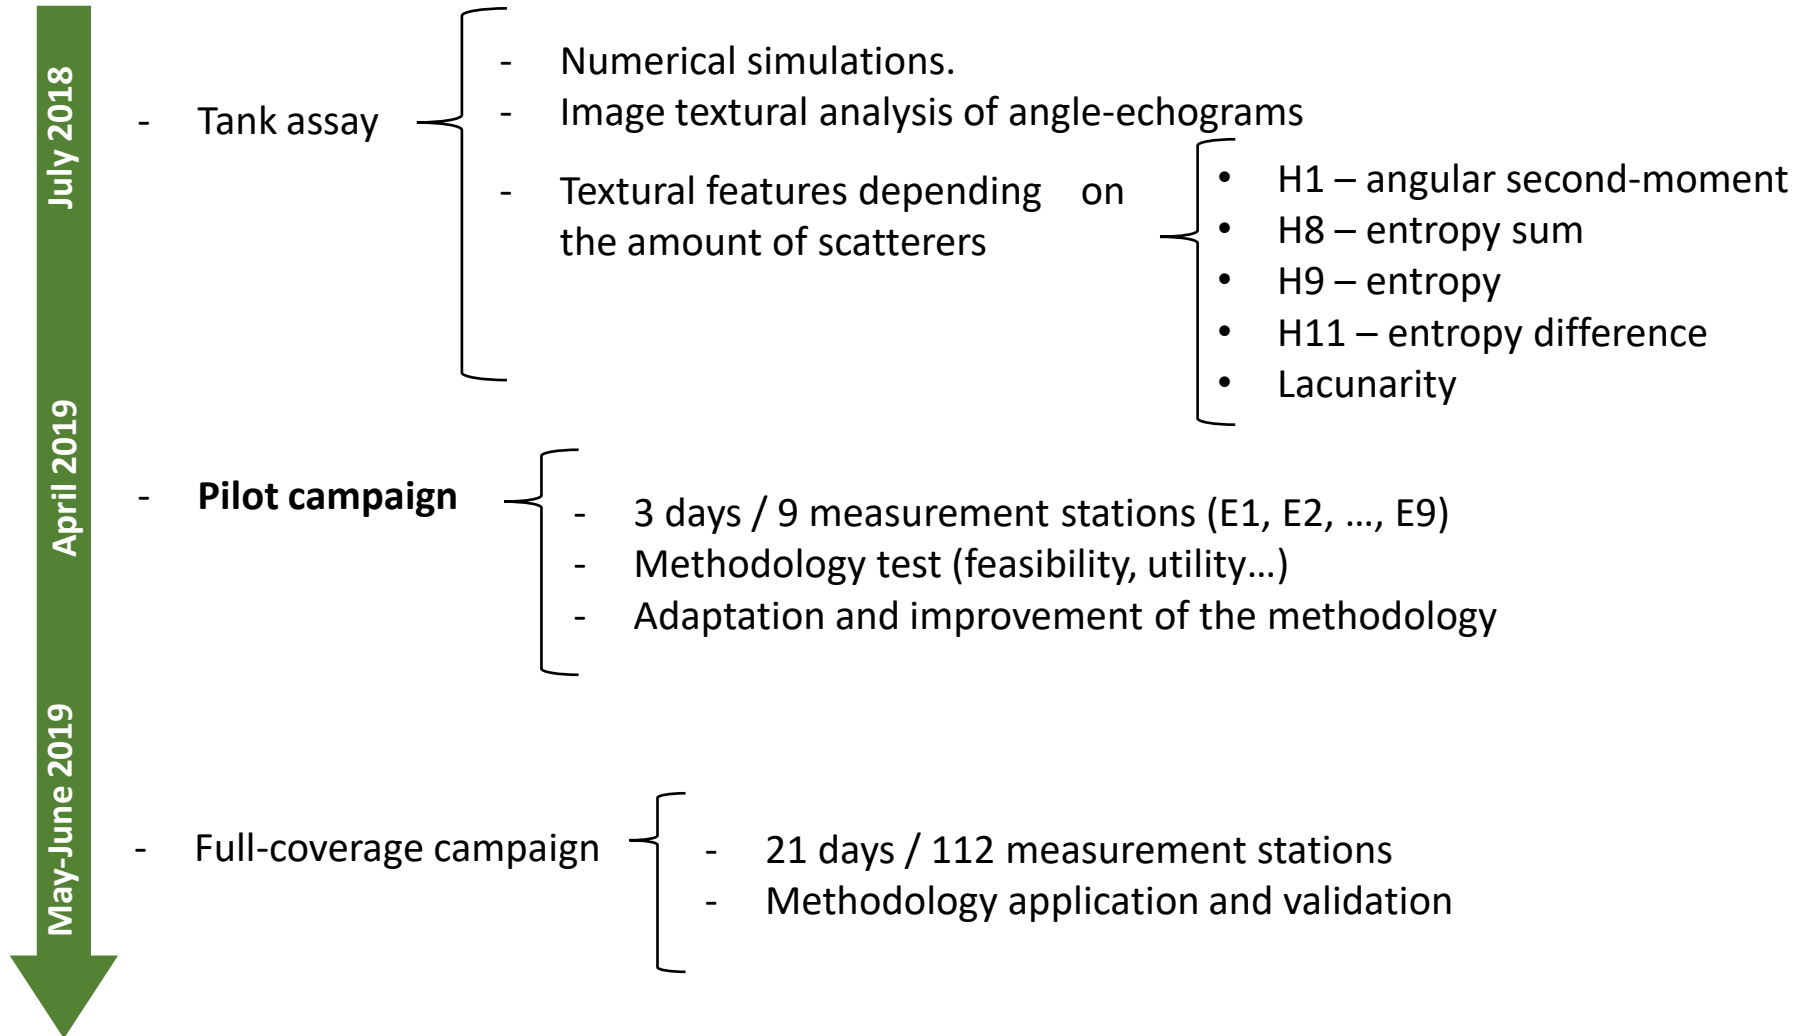 July 2018
- Tank assay
- Numerical simulations.
- Image textural analysis of angle-echograms
- Textural features depending on
the amount of scatterers
• H1 – angular second-moment
• H8 – entropy sum
• H9 – entropy
• H11 – entropy difference
• Lacunarity
April 2019
- Pilot campaign
- 3 days / 9 measurement stations (E1, E2, …, E9)
- Methodology test (feasibility, utility…)
- Adaptation and improvement of the methodology
May-June 2019
- Full-coverage campaign
- 21 days / 112 measurement stations
- Methodology application and validation